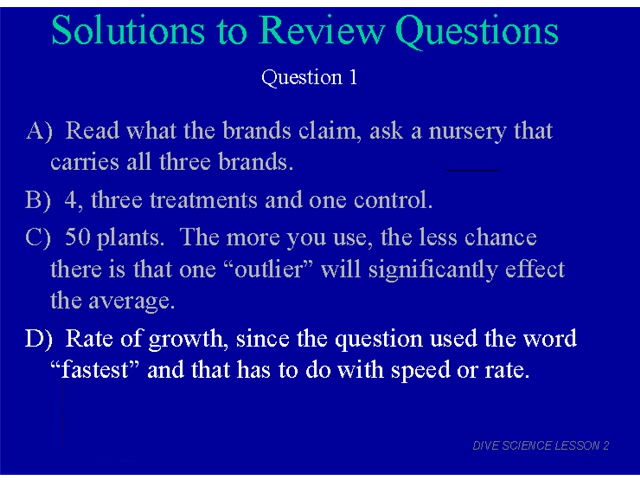 Solutions to Review Questions
Question 1
A)  Read what the brands claim, ask a nursery that
carries all three brands.
B)  4, three treatments and one control.
C)  50 plants.  The more you use, the less chance
there is that one “outlier” will significantly effect
the average.
D)  Rate of growth, since the question used the word
“fastest” and that has to do with speed or rate.
DIVE SCIENCE LESSON 2